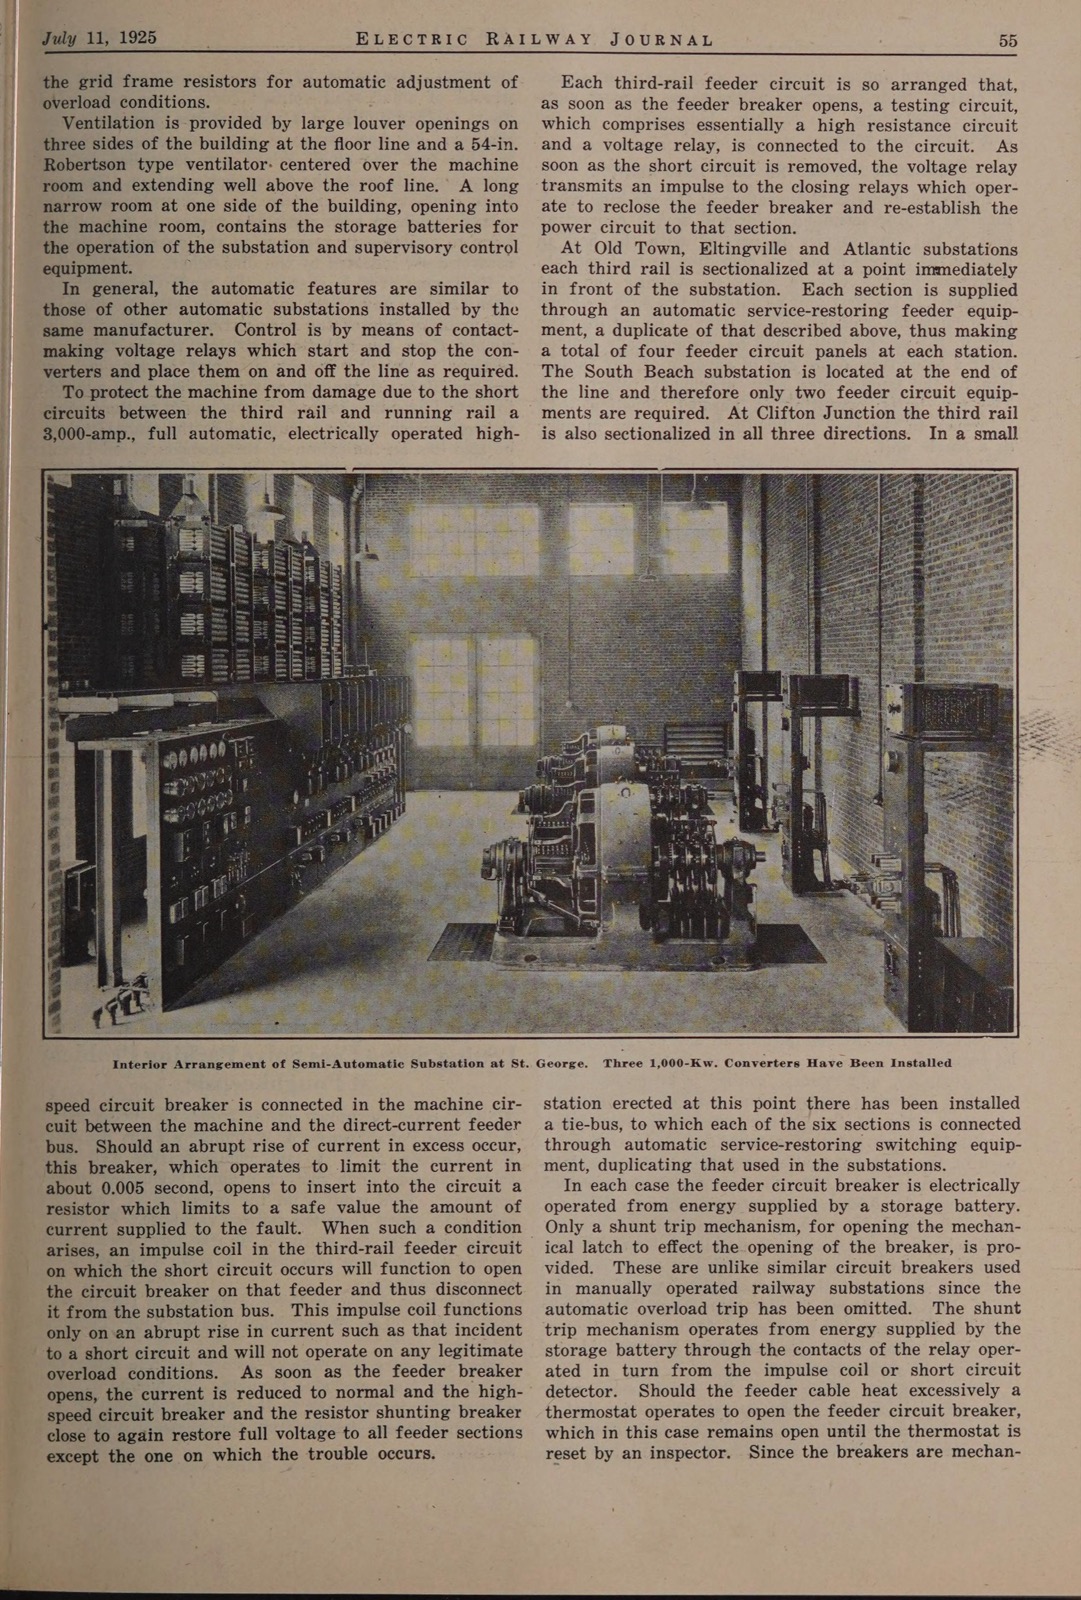 July 11, 1925
ELECTRIC RAILWAY JOURNAL
55
the grid frame resistors for automatic adjustment of
overload conditions.
Ventilation is provided by large louver openings on
three sides of the building at the floor line and a 54-in.
Robertson type ventilator centered over the machine
room and extending well above the roof line. A long
narrow room at one side of the building, opening into
the machine room, contains the storage batteries for
the operation of the substation and supervisory control
equipment.
In general, the automatic features are similar to
those of other automatic substations installed by the
same manufacturer. Control is by means of contact-
making voltage relays which start and stop the con-
verters and place them on and off the line as required.
To protect the machine from damage due to the short
circuits between the third rail and running rail a
3,000-amp., full automatic, electrically operated high-
Each third-rail feeder circuit is so arranged that,
as soon as the feeder breaker opens, a testing circuit,
which comprises essentially a high resistance circuit
and a voltage relay, is connected to the circuit. As
soon as the short circuit is removed, the voltage relay
transmits an impulse to the closing relays which oper-
ate to reclose the feeder breaker and re-establish the
power circuit to that section.
At Old Town, Eltingville and Atlantic substations
each third rail is sectionalized at a point immediately
in front of the substation. Each section is supplied
through an automatic service-restoring feeder equip-
ment, a duplicate of that described above, thus making
a total of four feeder circuit panels at each station.
The South Beach substation is located at the end of
the line and therefore only two feeder circuit equip-
ments are required. At Clifton Junction the third rail
is also sectionalized in all three directions. In a small
Interior Arrangement of Semi-Automatic Substation at St. George. Three 1,000-Kw. Converters Have Been Installed
speed circuit breaker is connected in the machine cir-
cuit between the machine and the direct-current feeder
bus. Should an abrupt rise of current in excess occur,
this breaker, which operates to limit the current in
about 0.005 second, opens to insert into the circuit a
resistor which limits to a safe value the amount of
current supplied to the fault. When such a condition
arises, an impulse coil in the third-rail feeder circuit
on which the short circuit occurs will function to open
the circuit breaker on that feeder and thus disconnect
it from the substation bus. This impulse coil functions
only on an abrupt rise in current such as that incident
to a short circuit and will not operate on any legitimate
overload conditions. As soon as the feeder breaker
opens, the current is reduced to normal and the high-
speed circuit breaker and the resistor shunting breaker
close to again restore full voltage to all feeder sections
except the one on which the trouble occurs.
station erected at this point there has been installed
a tie-bus, to which each of the six sections is connected
through automatic service-restoring switching equip-
ment, duplicating that used in the substations.
In each case the feeder circuit breaker is electrically
operated from energy supplied by a storage battery.
Only a shunt trip mechanism, for opening the mechan-
ical latch to effect the opening of the breaker, is pro-
vided. These are unlike similar circuit breakers used
in manually operated railway substations since the
automatic overload trip has been omitted. The shunt
trip mechanism operates from energy supplied by the
storage battery through the contacts of the relay oper-
ated in turn from the impulse coil or short circuit
detector. Should the feeder cable heat excessively a
thermostat operates to open the feeder circuit breaker,
which in this case remains open until the thermostat is
reset by an inspector. Since the breakers are mechan-